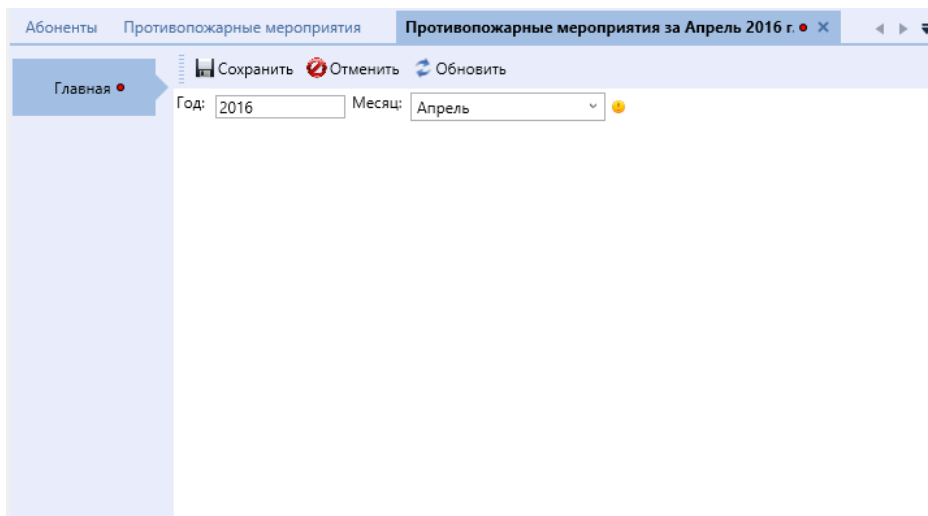 Абоненты Противопожарные мероприятия Противопожарные мероприятия за Апрель 2016 г.
Главная
Сохранить Отменить Обновить
Год: 2016 Месяц: Апрель